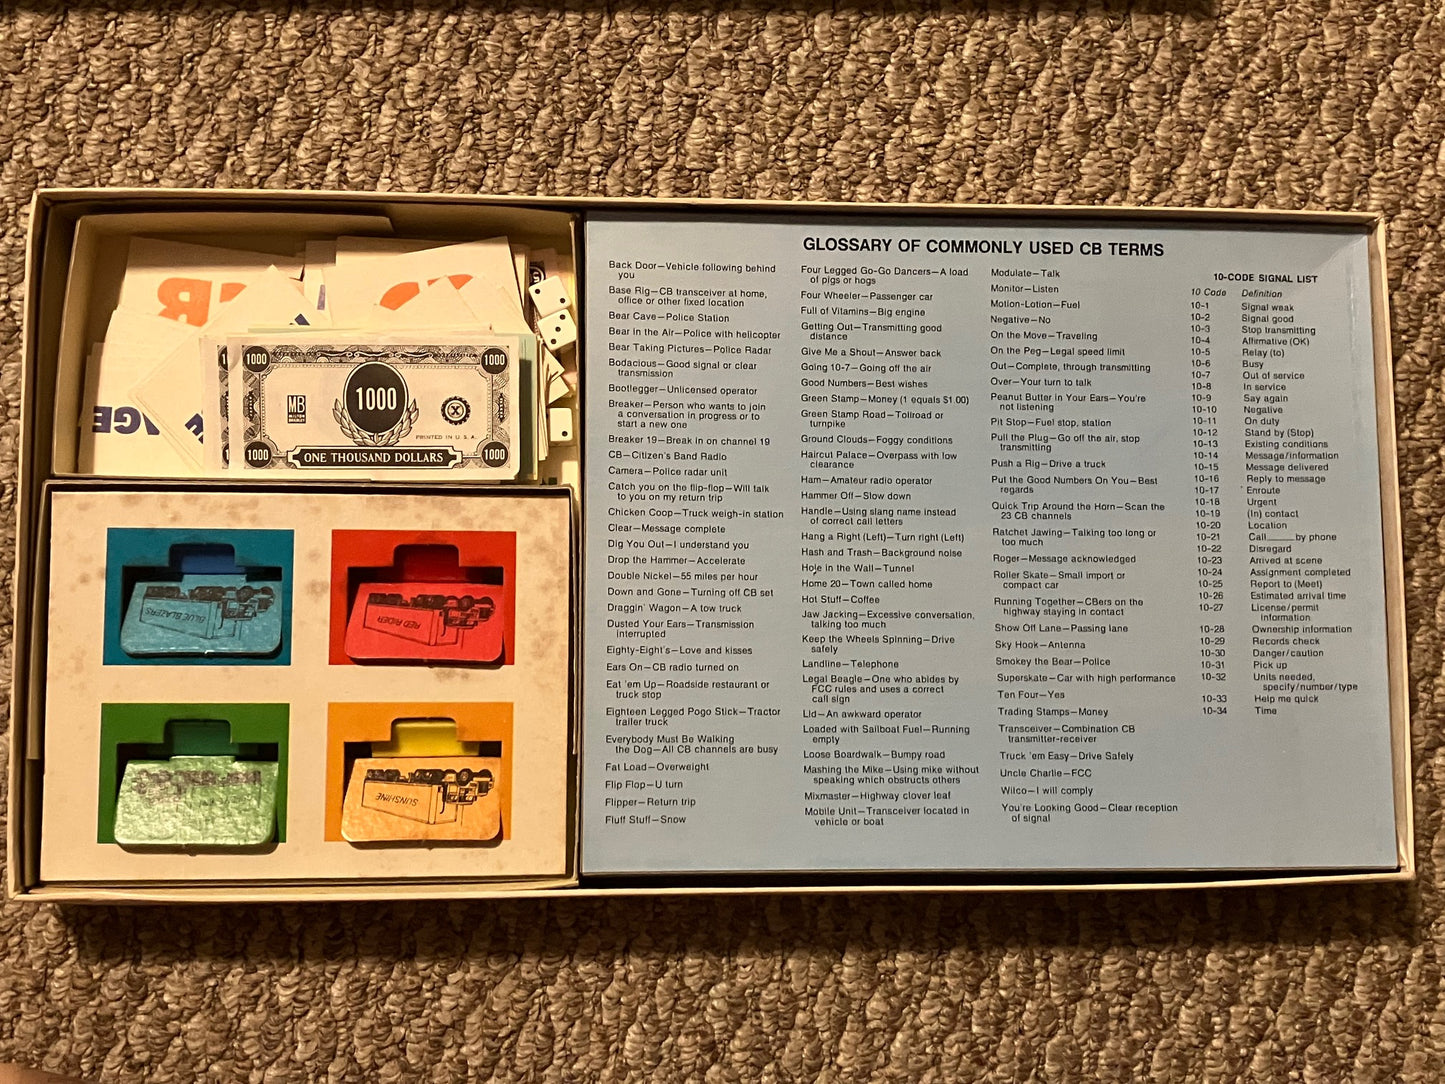 CB
C
AGE
1000
1000
1000
1000
1000
1000
MB
MILTON
BRADLEY
PRINTED IN U. S. A.
ONE THOUSAND DOLLARS
BLUE BLAZERS
RED RIDER
SUNSHINE
GLOSSARY OF COMMONLY USED CB TERMS
Back Door—Vehicle following behind
you
Base Rig—CB transceiver at home,
office or other fixed location
Bear Cave—Police Station
Bear in the Air—Police with helicopter
Bear Taking Pictures—Police Radar
Bodacious—Good signal or clear
transmission
Bootlegger—Unlicensed operator
Breaker—Person who wants to join
a conversation in progress or to
start a new one
Breaker 19—Break in on channel 19
CB—Citizen's Band Radio
Camera—Police radar unit
Catch you on the flip-flop—Will talk
to you on my return trip
Chicken Coop—Truck weigh-in station
Clear—Message complete
Dig You Out—I understand you
Drop the Hammer—Accelerate
Double Nickel—55 miles per hour
Down and Gone—Turning off CB set
Draggin' Wagon—A tow truck
Dusted Your Ears—Transmission
interrupted
Eighty-Eight's—Love and kisses
Ears On—CB radio turned on
Eat 'em Up—Roadside restaurant or
truck stop
Eighteen Legged Pogo Stick—Tractor
trailer truck
Everybody Must Be Walking
the Dog—All CB channels are busy
Fat Load—Overweight
Flip Flop—U turn
Flipper—Return trip
Fluff Stuff—Snow
Four Legged Go-Go Dancers—A load
of pigs or hogs
Four Wheeler—Passenger car
Full of Vitamins—Big engine
Getting Out—Transmitting good
distance
Give Me a Shout—Answer back
Going 10-7—Going off the air
Good Numbers—Best wishes
Green Stamp—Money (1 equals $1.00)
Green Stamp Road—Tollroad or
turnpike
Ground Clouds—Foggy conditions
Haircut Palace—Overpass with low
clearance
Ham—Amateur radio operator
Hammer Off—Slow down
Handle—Using slang name instead
of correct call letters
Hang a Right (Left)—Turn right (Left)
Hash and Trash—Background noise
Hole in the Wall—Tunnel
Home 20—Town called home
Hot Stuff—Coffee
Jaw Jacking—Excessive conversation,
talking too much
Keep the Wheels Spinning—Drive
safely
Landline—Telephone
Legal Beagle—One who abides by
FCC rules and uses a correct
call sign
Lid—An awkward operator
Loaded with Sailboat Fuel—Running
empty
Loose Boardwalk—Bumpy road
Mashing the Mike—Using mike without
speaking which obstructs others
Mixmaster—Highway clover leaf
Mobile Unit—Transceiver located in
vehicle or boat
Modulate—Talk
Monitor—Listen
Motion-Lotion—Fuel
Negative—No
On the Move—Traveling
On the Peg—Legal speed limit
Out—Complete, through transmitting
Over—Your turn to talk
Peanut Butter in Your Ears—You're
not listening
Pit Stop—Fuel stop, station
Pull the Plug—Go off the air, stop
transmitting
Push a Rig—Drive a truck
Put the Good Numbers On You—Best
regards
Quick Trip Around the Horn—Scan the
23 CB channels
Ratchet Jawing—Talking too long or
too much
Roger—Message acknowledged
Roller Skate—Small import or
compact car
Running Together—CBers on the
highway staying in contact
Show Off Lane—Passing lane
Sky Hook—Antenna
Smokey the Bear—Police
Superskate—Car with high performance
Ten Four—Yes
Trading Stamps—Money
Transceiver—Combination CB
transmitter-receiver
Truck 'em Easy—Drive Safely
Uncle Charlie—FCC
Wilco—I will comply
You're Looking Good—Clear reception
of signal
10-CODE SIGNAL LIST
10 Code Definition
10-1 Signal weak
10-2 Signal good
10-3 Stop transmitting
10-4 Affirmative (OK)
10-5 Relay (to)
10-6 Busy
10-7 Out of service
10-8 In service
10-9 Say again
10-10 Negative
10-11 On duty
10-12 Stand by (Stop)
10-13 Existing conditions
10-14 Message/information
10-15 Message delivered
10-16 Reply to message
10-17 Enroute
10-18 Urgent
10-19 (In) contact
10-20 Location
10-21 Call_____by phone
10-22 Disregard
10-23 Arrived at scene
10-24 Assignment completed
10-25 Report to (Meet)
10-26 Estimated arrival time
10-27 License/permit
information
10-28 Ownership information
10-29 Records check
10-30 Danger/caution
10-31 Pick up
10-32 Units needed,
specify/number/type
10-33 Help me quick
10-34 Time